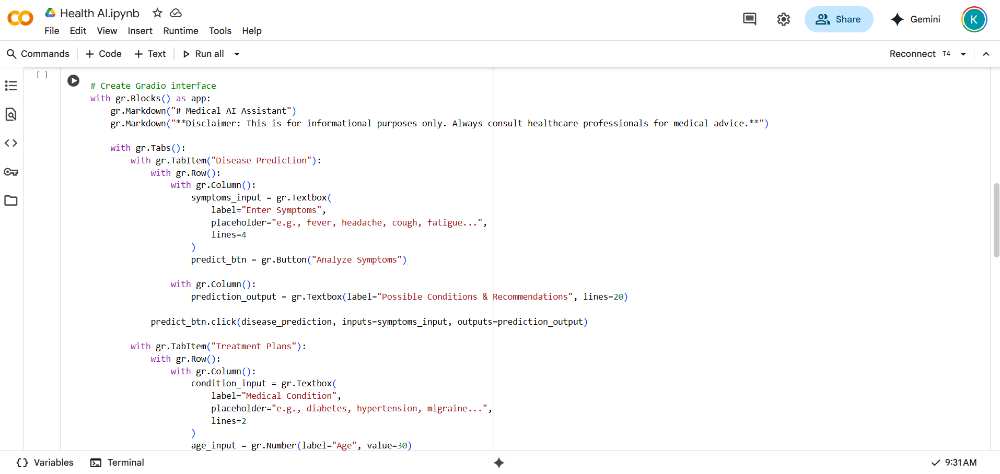 Health AI.ipynb
File Edit View Insert Runtime Tools Help
Share
Gemini
K
Commands + Code + Text Run all
Reconnect T4
[ ]
# Create Gradio interface
with gr.Blocks() as app:
    gr.Markdown("# Medical AI Assistant")
    gr.Markdown("**Disclaimer: This is for informational purposes only. Always consult healthcare professionals for medical advice.**")
    with gr.Tabs():
        with gr.TabItem("Disease Prediction"):
            with gr.Row():
                with gr.Column():
                    symptoms_input = gr.Textbox(
                        label="Enter Symptoms",
                        placeholder="e.g., fever, headache, cough, fatigue...",
                        lines=4
                    )
                    predict_btn = gr.Button("Analyze Symptoms")
                with gr.Column():
                    prediction_output = gr.Textbox(label="Possible Conditions & Recommendations", lines=20)
            predict_btn.click(disease_prediction, inputs=symptoms_input, outputs=prediction_output)
        with gr.TabItem("Treatment Plans"):
            with gr.Row():
                with gr.Column():
                    condition_input = gr.Textbox(
                        label="Medical Condition",
                        placeholder="e.g., diabetes, hypertension, migraine...",
                        lines=2
                    )
                    age_input = gr.Number(label="Age", value=30)
Variables Terminal
9:31 AM